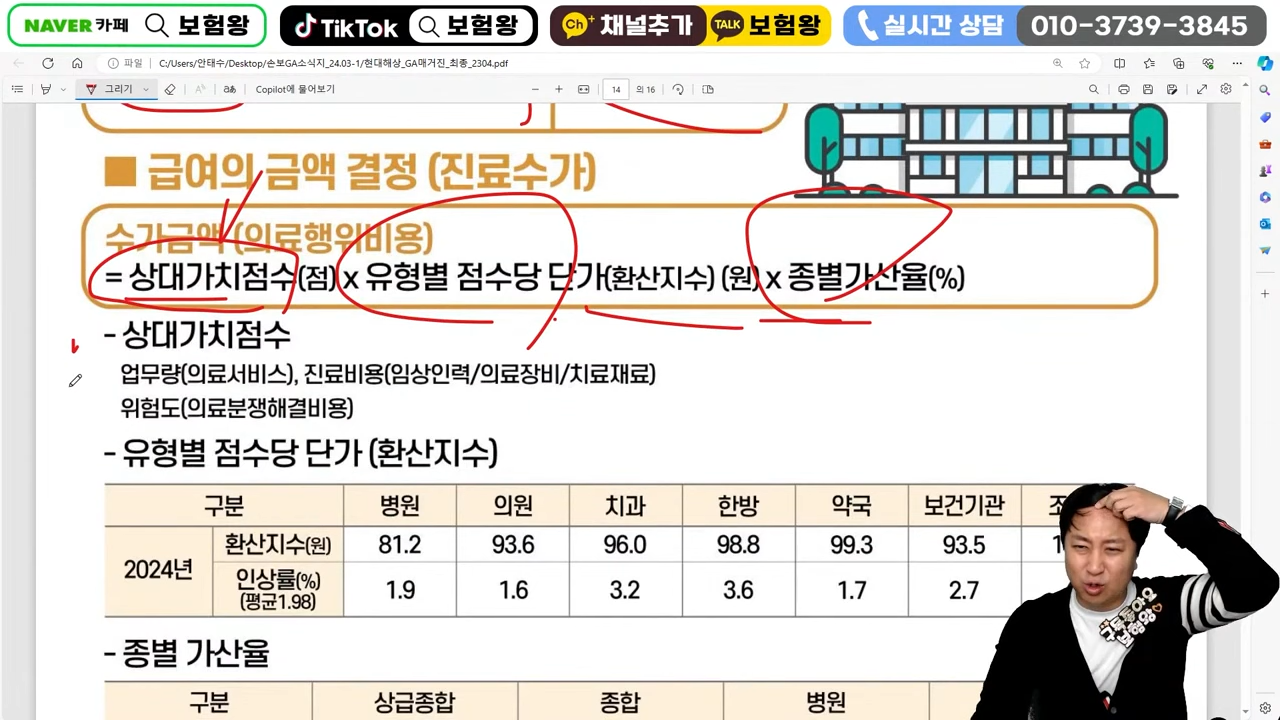 NAVER 카페 보험왕 TikTok 보험왕 Ch+ 채널추가 TALK 보험왕 실시간 상담 010-3739-3845
파일 C:/Users/안태수/Desktop/손보GA소식지_24.03-1/현대해상_GA매거진_최종_2304.pdf
그리기 aあ Copilot에 물어보기 14 의 16
■ 급여의 금액 결정 (진료수가)
수가금액 (의료행위비용)
= 상대가치점수(점) x 유형별 점수당 단가(환산지수) (원) x 종별가산율(%)
- 상대가치점수
업무량(의료서비스), 진료비용(임상인력/의료장비/치료재료)
위험도(의료분쟁해결비용)
- 유형별 점수당 단가 (환산지수)
구분 병원 의원 치과 한방 약국 보건기관
2024년
환산지수(원) 81.2 93.6 96.0 98.8 99.3 93.5
인상률(%) 1.9 1.6 3.2 3.6 1.7 2.7
(평균1.98)
구독좋아요
보험왕
- 종별 가산율
구분 상급종합 종합 병원